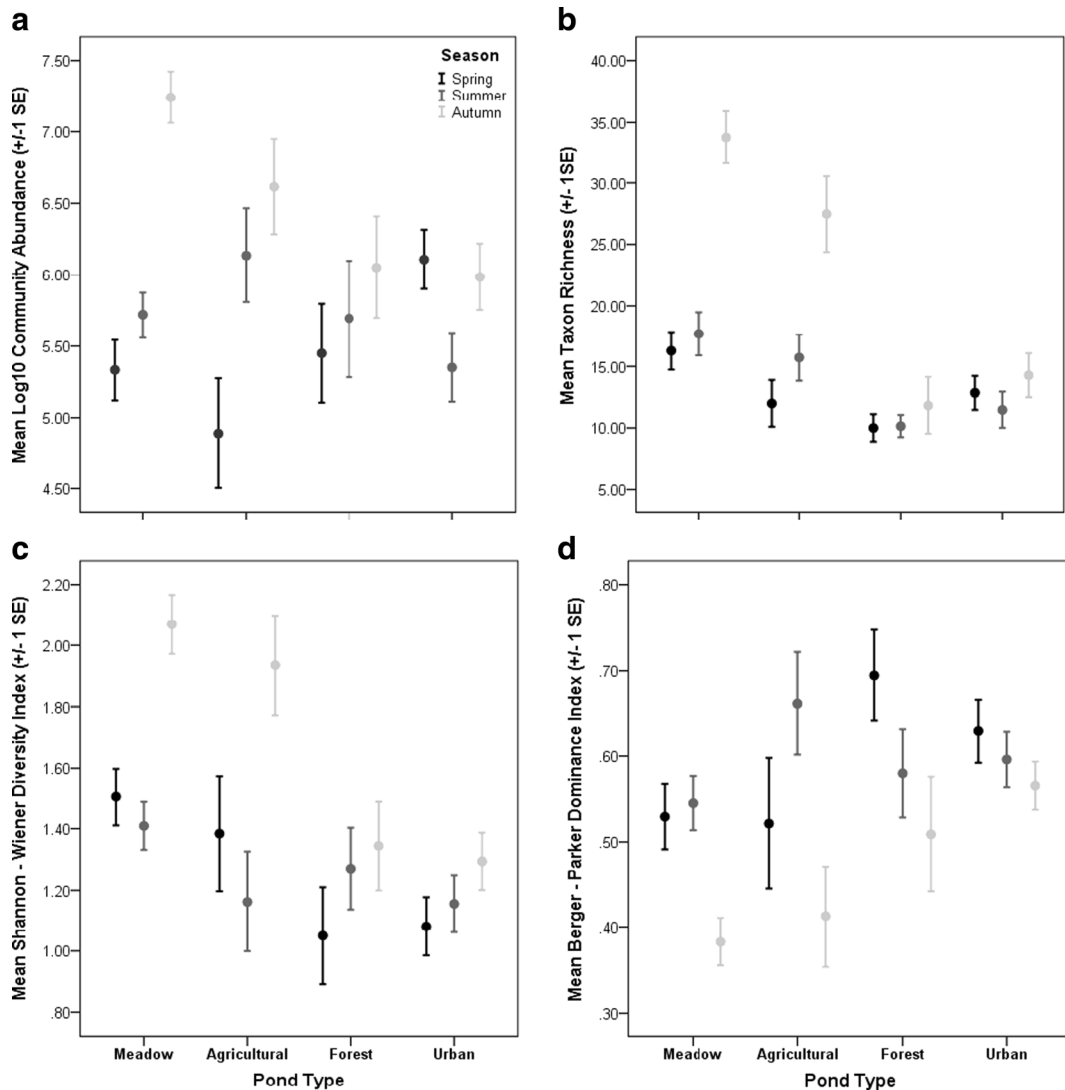 a
Mean Log10 Community Abundance (+/-1 SE)
7.50
7.00
6.50
6.00
5.50
5.00
4.50
Season
Spring
Summer
Autumn
b
Mean Taxon Richness (+/- 1SE)
40.00
35.00
30.00
25.00
20.00
15.00
10.00
5.00
c
Mean Shannon - Wiener Diversity Index (+/- 1 SE)
2.20
2.00
1.80
1.60
1.40
1.20
1.00
.80
Meadow Agricultural Forest Urban
Pond Type
d
Mean Berger - Parker Dominance Index (+/- 1 SE)
.80
.70
.60
.50
.40
.30
Meadow Agricultural Forest Urban
Pond Type